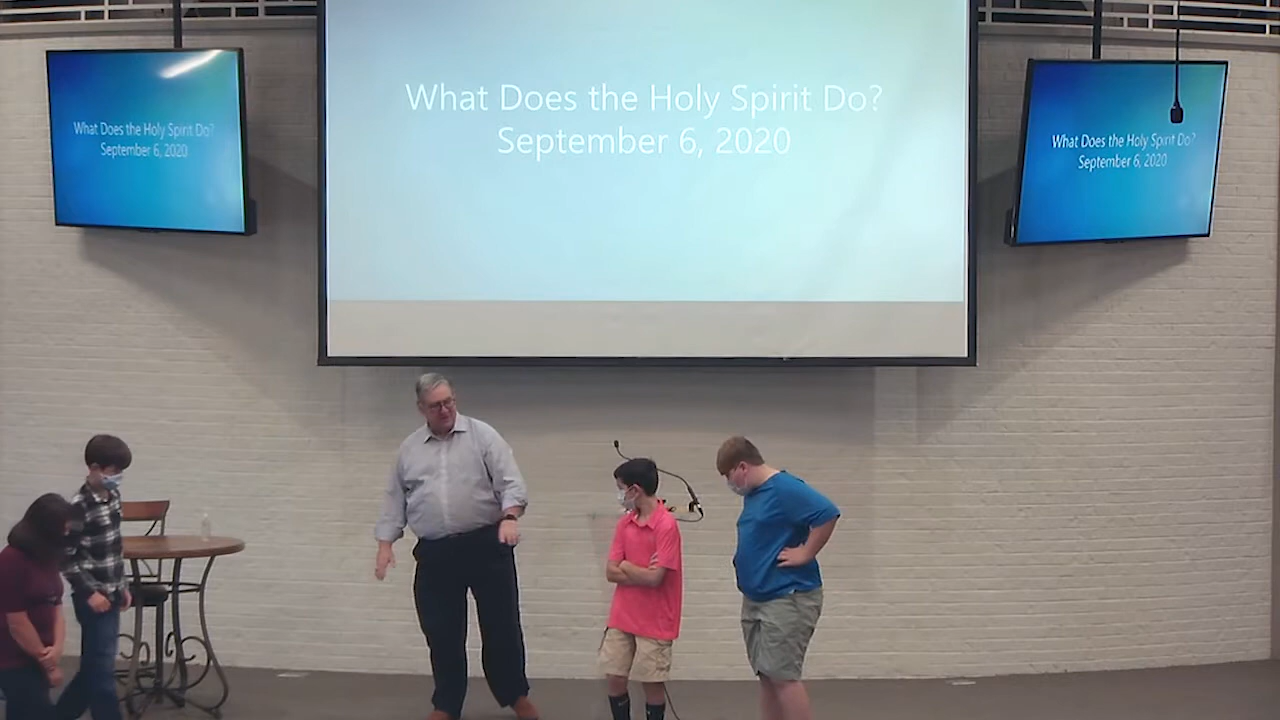 What Does the Holy Spirit Do?
September 6, 2020
What Does the Holy Spirit Do?
September 6, 2020
What Does the Holy Spirit Do?
September 6, 2020